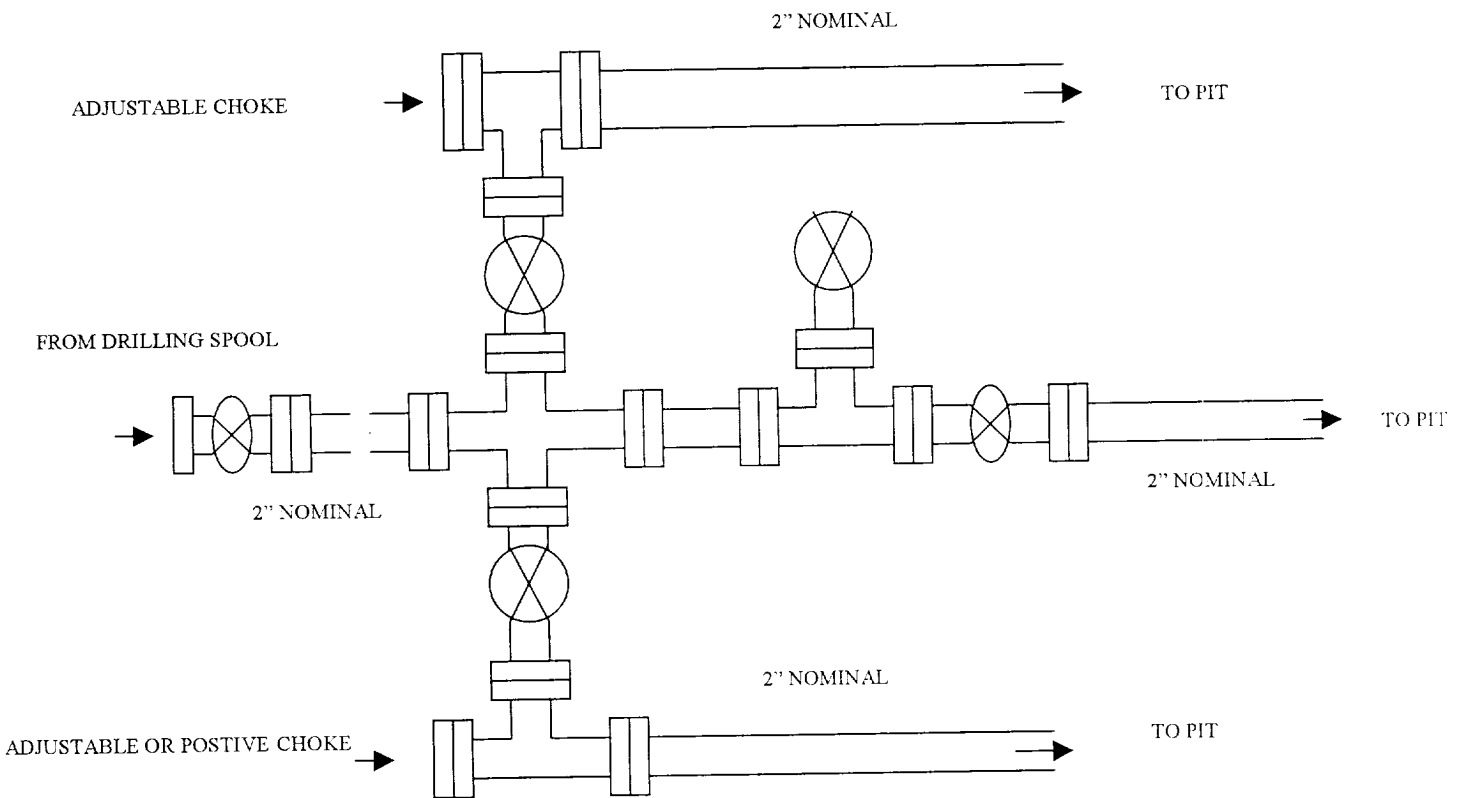 2" NOMINAL
ADJUSTABLE CHOKE
TO PIT
FROM DRILLING SPOOL
TO PIT
2" NOMINAL
2" NOMINAL
2" NOMINAL
ADJUSTABLE OR POSTIVE CHOKE
TO PIT